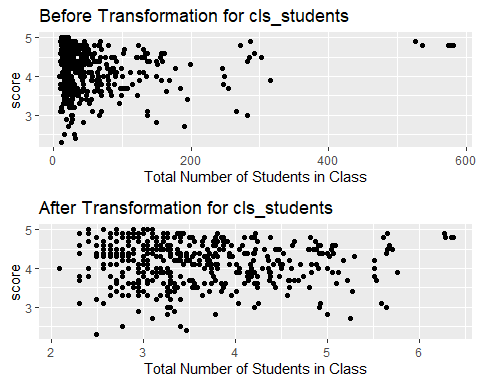 Before Transformation for cls_students
5
4
3
score
0
200
400
600
Total Number of Students in Class
After Transformation for cls_students
5
4
3
score
2
3
4
5
6
Total Number of Students in Class